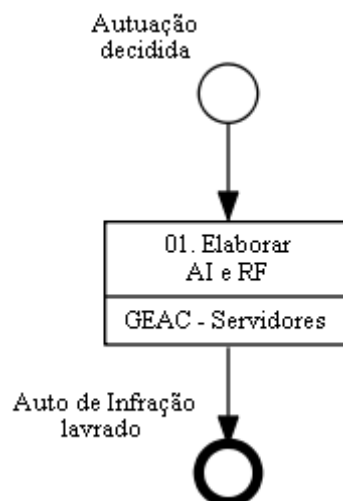 Autuação
decidida
01. Elaborar
AI e RF
GEAC - Servidores
Auto de Infração
lavrado